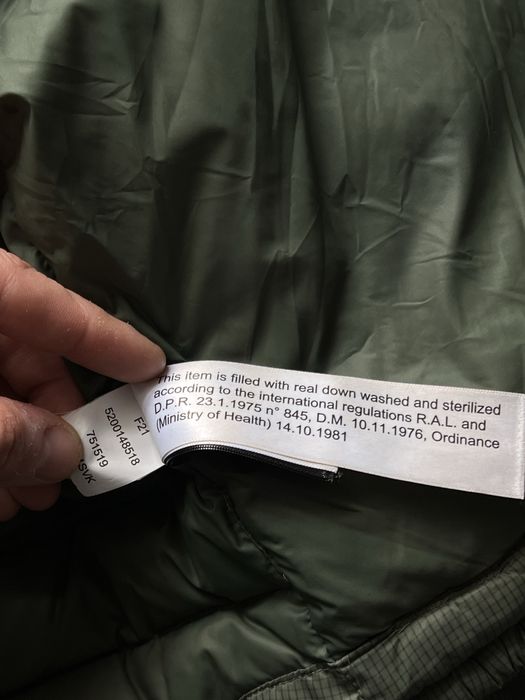 This item is filled with real down washed and sterilized
according to the international regulations R.A.L. and
D.P.R. 23.1.1975 n° 845, D.M. 10.11.1976, Ordinance
(Ministry of Health) 14.10.1981
F21
5200148518
751519